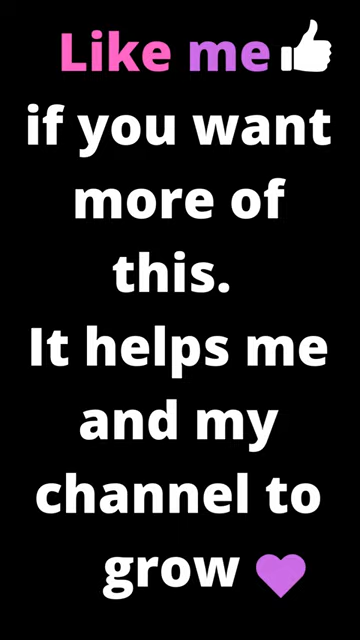 Like me
if you want
more of
this.
It helps me
and my
channel to
grow